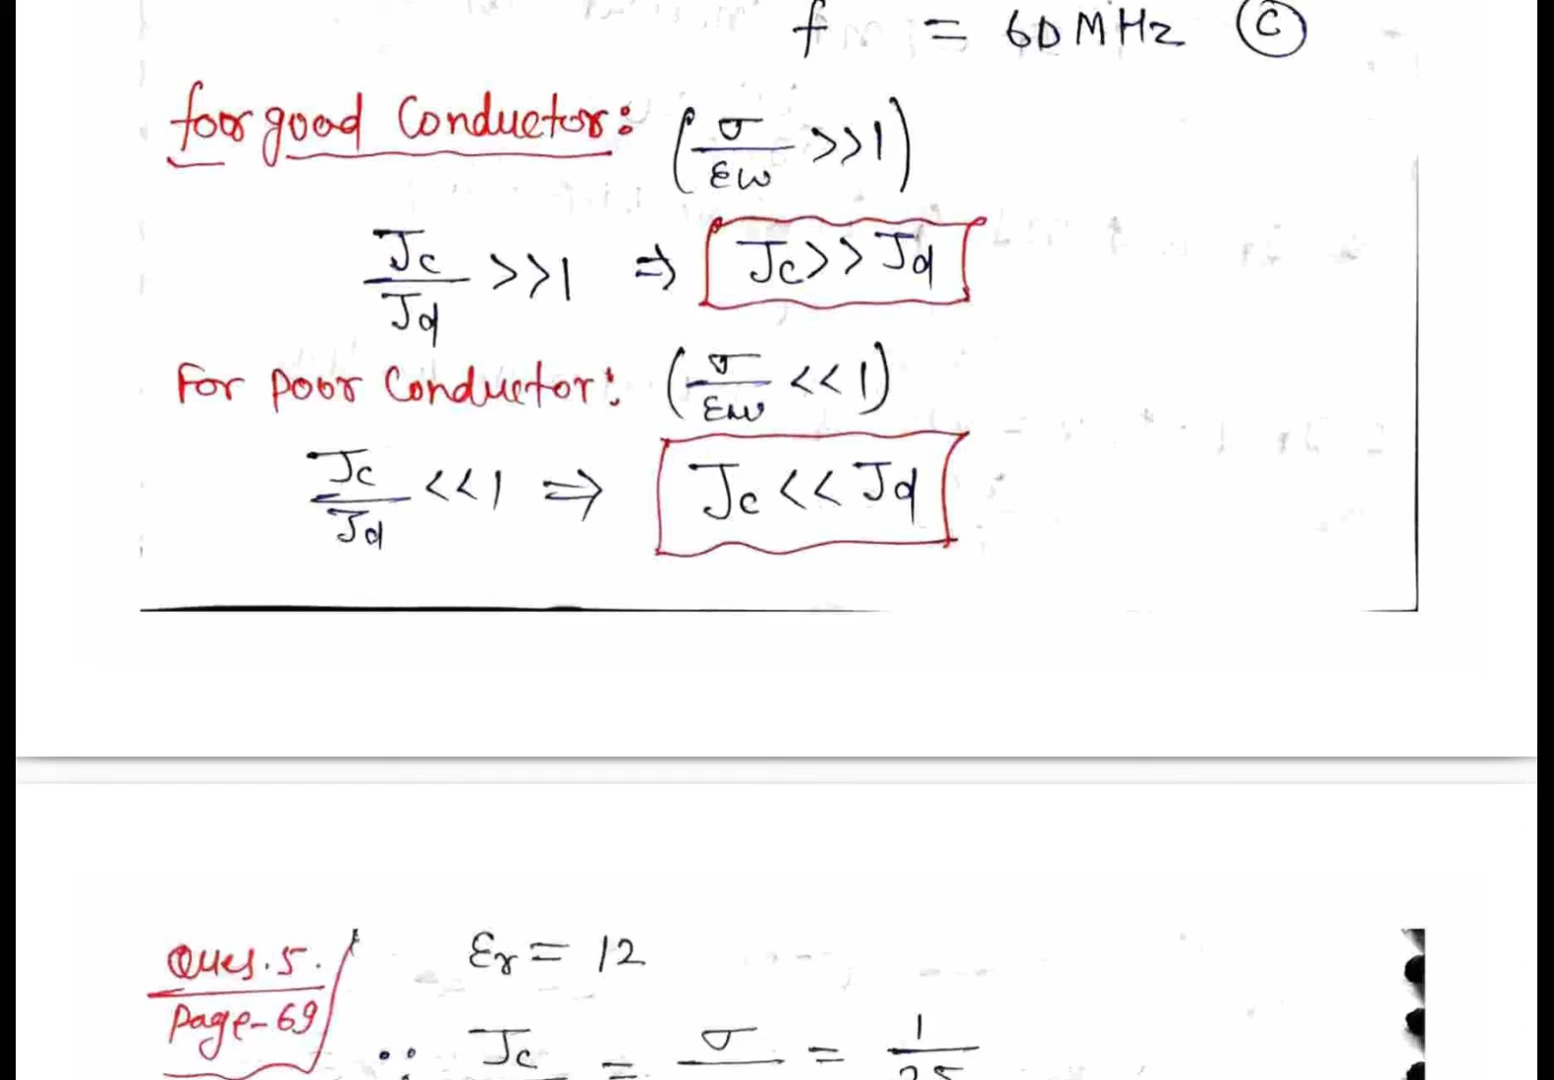 f = 60 MHz (C)
for good Conductor: (σ/εω >>1)
Jc/Jd >>1 ⇒ Jc>> Jd
For poor Conductor: (σ/εω <<1)
Jc/Jd <<1 ⇒ Jc << Jd
Ques.5. εr = 12
Page-69
∵ Jc = σ = 1/25